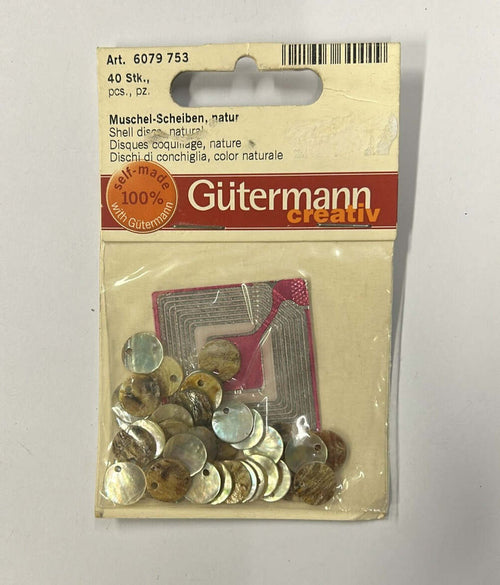 Art. 6079 753
40 Stk.,
pcs., pz.
Muschel-Scheiben, natur
Shell discs, natural
Disques coquillage, nature
Dischi di conchiglia, color naturale
self-made
100%
with Gütermann
Gütermann
creativ